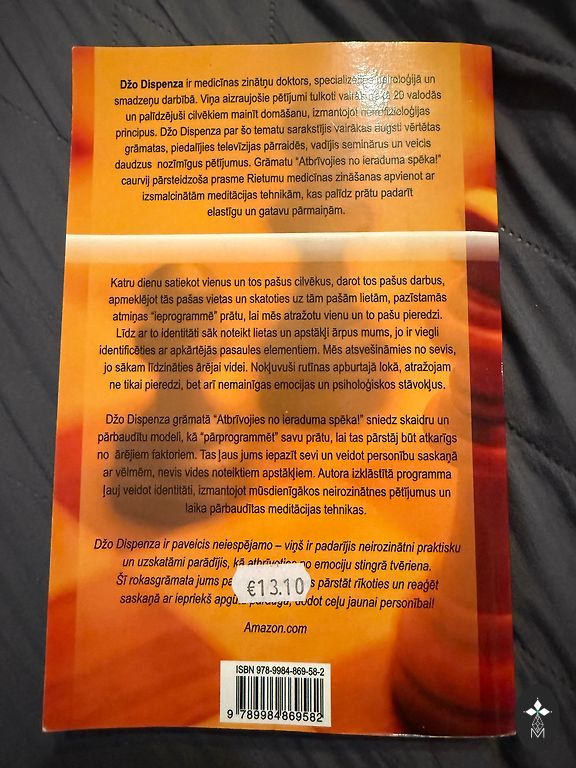 Džo Dispenza ir medicīnas zinātņu doktors, specializējies neiroloģijā un
smadzeņu darbībā. Viņa aizraujošie pētījumi tulkoti vairāk nekā 20 valodās
un palīdzējuši cilvēkiem mainīt domāšanu, izmantojot neirofizioloģijas
principus. Džo Dispenza par šo tematu sarakstījis vairākas augsti vērtētas
grāmatas, piedalījies televīzijas pārraidēs, vadījis seminārus un veicis
daudzus nozīmīgus pētījumus. Grāmatu “Atbrīvojies no ieraduma spēka!”
caurvij pārsteidzoša prasme Rietumu medicīnas zināšanas apvienot ar
izsmalcinātām meditācijas tehnikām, kas palīdz prātu padarīt
elastīgu un gatavu pārmaiņām.
Katru dienu satiekot vienus un tos pašus cilvēkus, darot tos pašus darbus,
apmeklējot tās pašas vietas un skatoties uz tām pašām lietām, pazīstamās
atmiņas “ieprogrammē” prātu, lai mēs atražotu vienu un to pašu pieredzi.
Līdz ar to identitāti sāk noteikt lietas un apstākļi ārpus mums, jo ir viegli
identificēties ar apkārtējās pasaules elementiem. Mēs atsvešināmies no sevis,
jo sākam līdzināties ārējai videi. Nokļuvuši rutīnas apburtajā lokā, atražojam
ne tikai pieredzi, bet arī nemainīgas emocijas un psiholoģiskos stāvokļus.
Džo Dispenza grāmatā “Atbrīvojies no ieraduma spēka!” sniedz skaidru un
pārbaudītu modeli, kā “pārprogrammēt” savu prātu, lai tas pārstāj būt atkarīgs
no ārējiem faktoriem. Tas ļaus jums iepazīt sevi un veidot personību saskaņā
ar vēlmēm, nevis vides noteiktiem apstākļiem. Autora izklāstītā programma
ļauj veidot identitāti, izmantojot mūsdienīgākos neirozinātnes pētījumus un
laika pārbaudītas meditācijas tehnikas.
Džo Dispenza ir paveicis neiespējamo – viņš ir padarījis neirozinātni praktisku
un uzskatāmi parādījis, kā atbrīvoties no emociju stingrā tvēriena.
Šī rokasgrāmata jums pa s pārstāt rīkoties un reaģēt
saskaņā ar iepriekš apgūtu paraugu, dodot ceļu jaunai personībai!
€13.10
Amazon.com
ISBN 978-9984-869-58-2
9 789984 869582
M